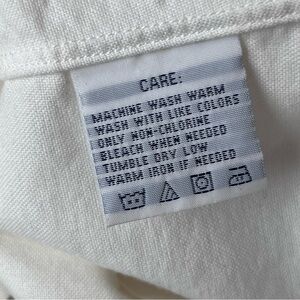 CARE:
MACHINE WASH WARM
WASH WITH LIKE COLORS
ONLY NON-CHLORINE
BLEACH WHEN NEEDED
TUMBLE DRY LOW
WARM IRON IF NEEDED